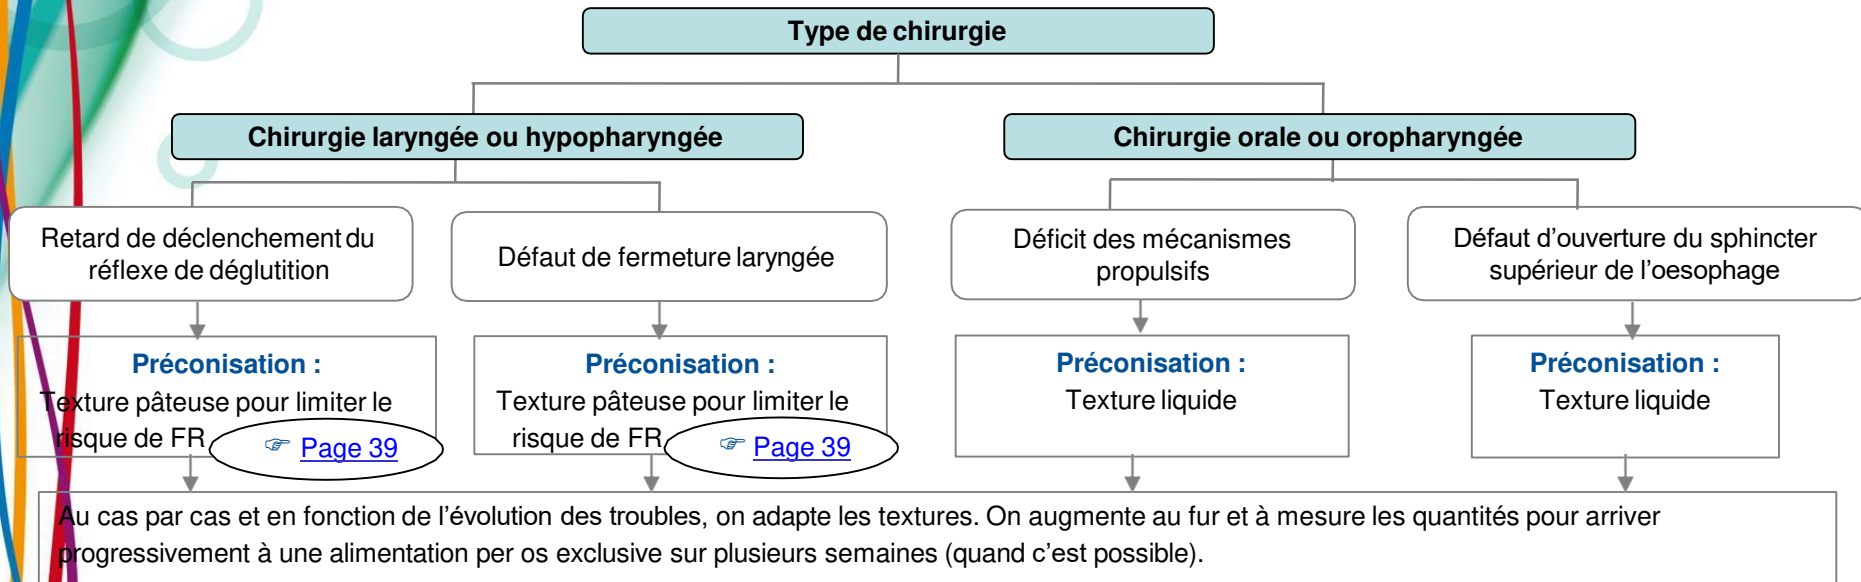 Type de chirurgie
Chirurgie laryngée ou hypopharyngée
Chirurgie orale ou oropharyngée
Retard de déclenchement du
réflexe de déglutition
Défaut de fermeture laryngée
Déficit des mécanismes
propulsifs
Défaut d’ouverture du sphincter
supérieur de l’oesophage
Préconisation :
Texture pâteuse pour limiter le
risque de FR
☞ Page 39
Préconisation :
Texture pâteuse pour limiter le
risque de FR
☞ Page 39
Préconisation :
Texture liquide
Préconisation :
Texture liquide
Au cas par cas et en fonction de l’évolution des troubles, on adapte les textures. On augmente au fur et à mesure les quantités pour arriver
progressivement à une alimentation per os exclusive sur plusieurs semaines (quand c’est possible).